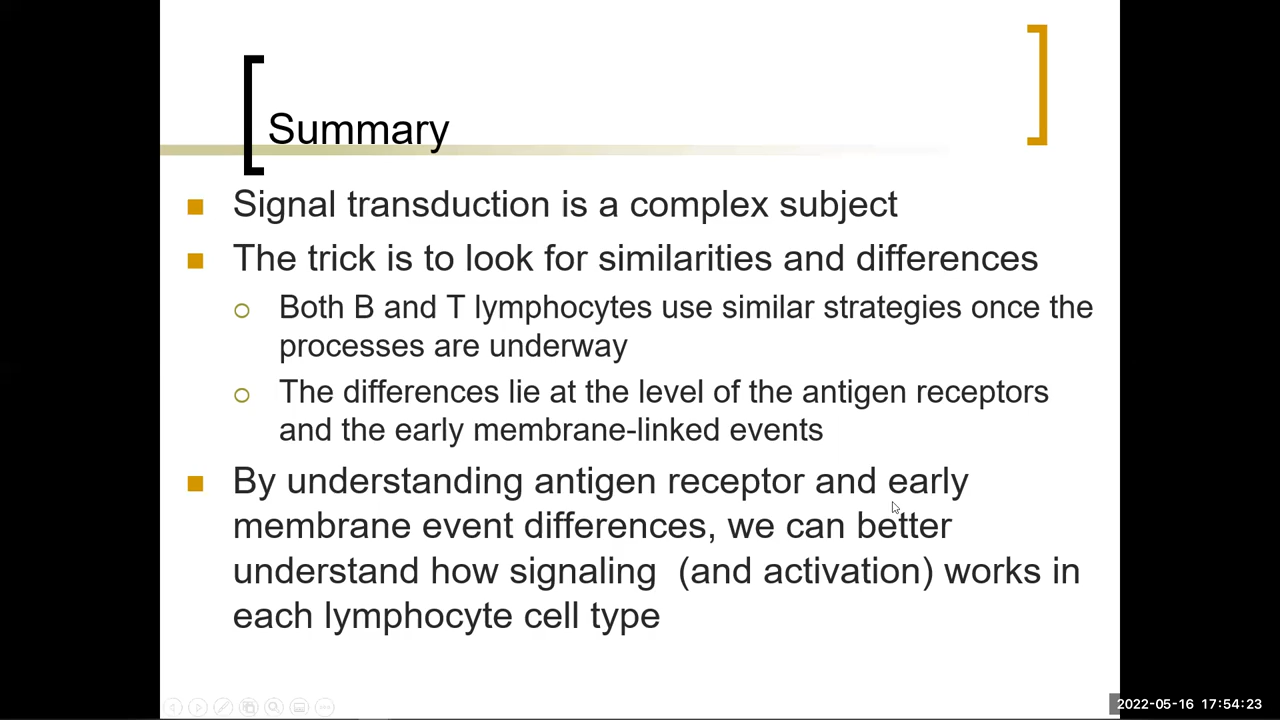 Summary
Signal transduction is a complex subject
The trick is to look for similarities and differences
Both B and T lymphocytes use similar strategies once the
processes are underway
The differences lie at the level of the antigen receptors
and the early membrane-linked events
By understanding antigen receptor and early
membrane event differences, we can better
understand how signaling  (and activation) works in
each lymphocyte cell type
2022-05-16 17:54:23